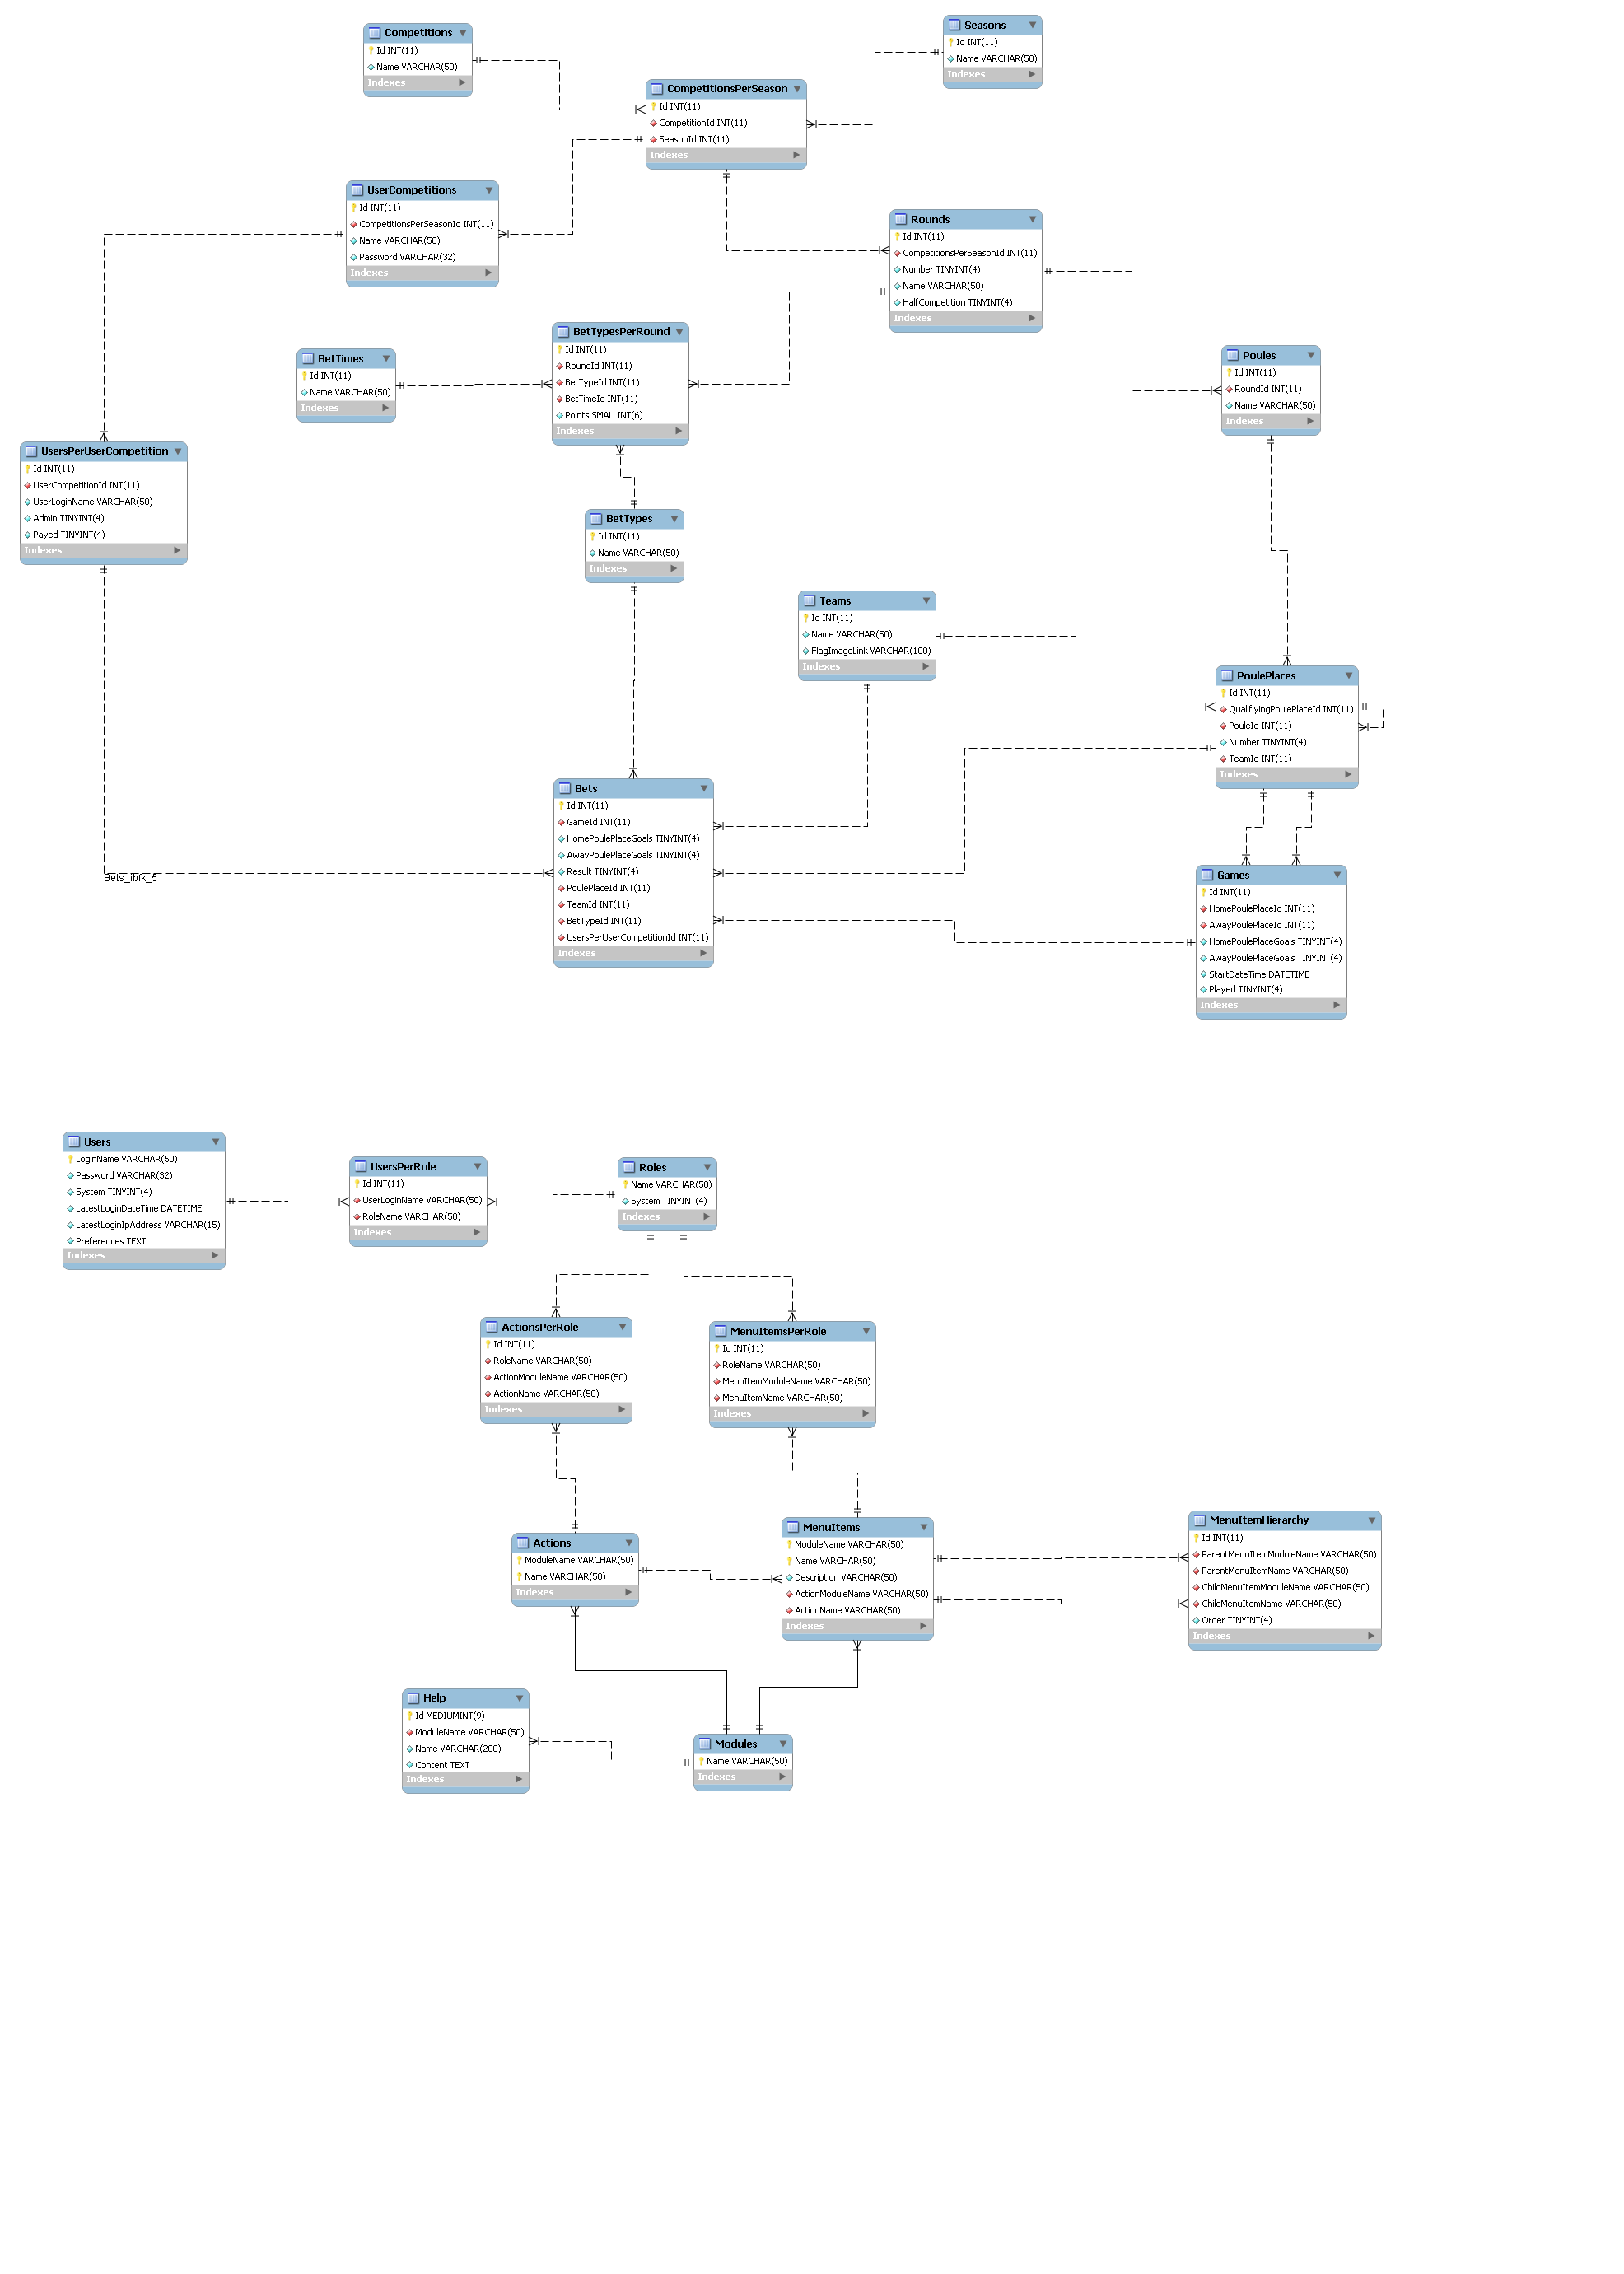 Competitions
Id INT(11)
Name VARCHAR(50)
Indexes
Seasons
Id INT(11)
Name VARCHAR(50)
Indexes
CompetitionsPerSeason
Id INT(11)
CompetitionId INT(11)
SeasonId INT(11)
Indexes
UserCompetitions
Id INT(11)
CompetitionsPerSeasonId INT(11)
Name VARCHAR(50)
Password VARCHAR(32)
Indexes
Rounds
Id INT(11)
CompetitionsPerSeasonId INT(11)
Number TINYINT(4)
Name VARCHAR(50)
HalfCompetition TINYINT(4)
Indexes
BetTypesPerRound
Id INT(11)
RoundId INT(11)
BetTypeId INT(11)
BetTimeId INT(11)
Points SMALLINT(6)
Indexes
BetTimes
Id INT(11)
Name VARCHAR(50)
Indexes
Poules
Id INT(11)
RoundId INT(11)
Name VARCHAR(50)
Indexes
UsersPerUserCompetition
Id INT(11)
UserCompetitionId INT(11)
UserLoginName VARCHAR(50)
Admin TINYINT(4)
Payed TINYINT(4)
Indexes
BetTypes
Id INT(11)
Name VARCHAR(50)
Indexes
Teams
Id INT(11)
Name VARCHAR(50)
FlagImageLink VARCHAR(100)
Indexes
PoulePlaces
Id INT(11)
QualifiyingPoulePlaceId INT(11)
PouleId INT(11)
Number TINYINT(4)
TeamId INT(11)
Indexes
Bets
Id INT(11)
GameId INT(11)
HomePoulePlaceGoals TINYINT(4)
AwayPoulePlaceGoals TINYINT(4)
Result TINYINT(4)
PoulePlaceId INT(11)
TeamId INT(11)
BetTypeId INT(11)
UsersPerUserCompetitionId INT(11)
Indexes
Bets_ibfk_5
Games
Id INT(11)
HomePoulePlaceId INT(11)
AwayPoulePlaceId INT(11)
HomePoulePlaceGoals TINYINT(4)
AwayPoulePlaceGoals TINYINT(4)
StartDateTime DATETIME
Played TINYINT(4)
Indexes
Users
LoginName VARCHAR(50)
Password VARCHAR(32)
System TINYINT(4)
LatestLoginDateTime DATETIME
LatestLoginIpAddress VARCHAR(15)
Preferences TEXT
Indexes
UsersPerRole
Id INT(11)
UserLoginName VARCHAR(50)
RoleName VARCHAR(50)
Indexes
Roles
Name VARCHAR(50)
System TINYINT(4)
Indexes
ActionsPerRole
Id INT(11)
RoleName VARCHAR(50)
ActionModuleName VARCHAR(50)
ActionName VARCHAR(50)
Indexes
MenuItemsPerRole
Id INT(11)
RoleName VARCHAR(50)
MenuItemModuleName VARCHAR(50)
MenuItemName VARCHAR(50)
Indexes
Actions
ModuleName VARCHAR(50)
Name VARCHAR(50)
Indexes
MenuItems
ModuleName VARCHAR(50)
Name VARCHAR(50)
Description VARCHAR(50)
ActionModuleName VARCHAR(50)
ActionName VARCHAR(50)
Indexes
MenuItemHierarchy
Id INT(11)
ParentMenuItemModuleName VARCHAR(50)
ParentMenuItemName VARCHAR(50)
ChildMenuItemModuleName VARCHAR(50)
ChildMenuItemName VARCHAR(50)
Order TINYINT(4)
Indexes
Help
Id MEDIUMINT(9)
ModuleName VARCHAR(50)
Name VARCHAR(200)
Content TEXT
Indexes
Modules
Name VARCHAR(50)
Indexes